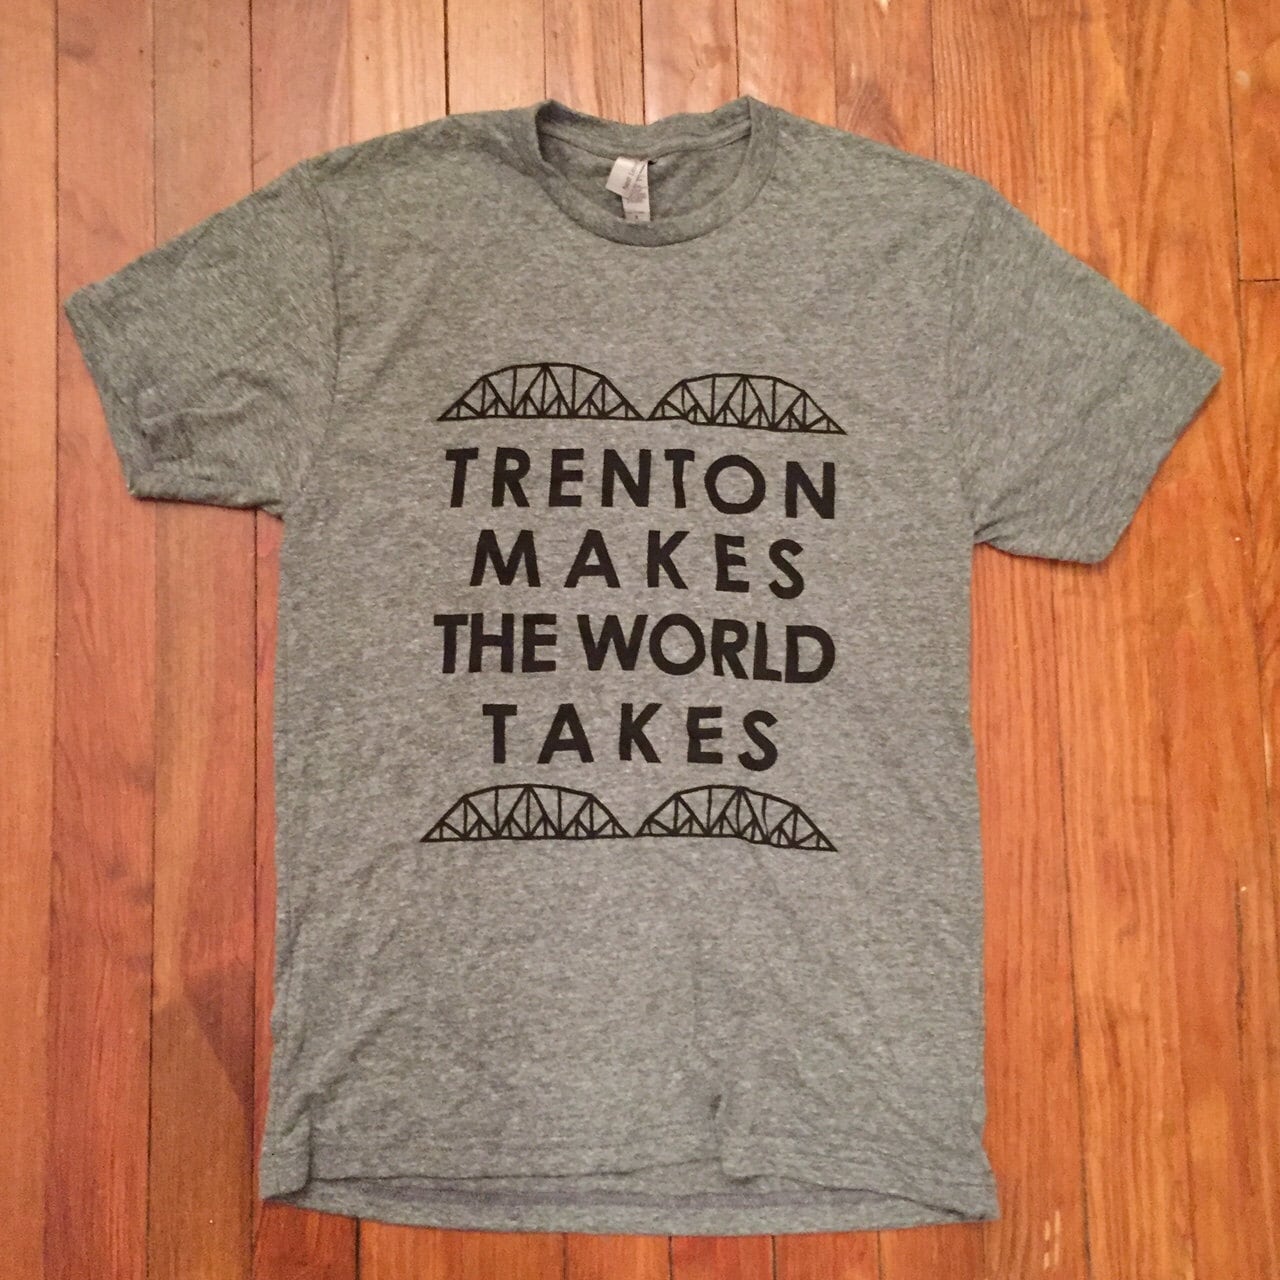 TRENTON
MAKES
THE WORLD
TAKES